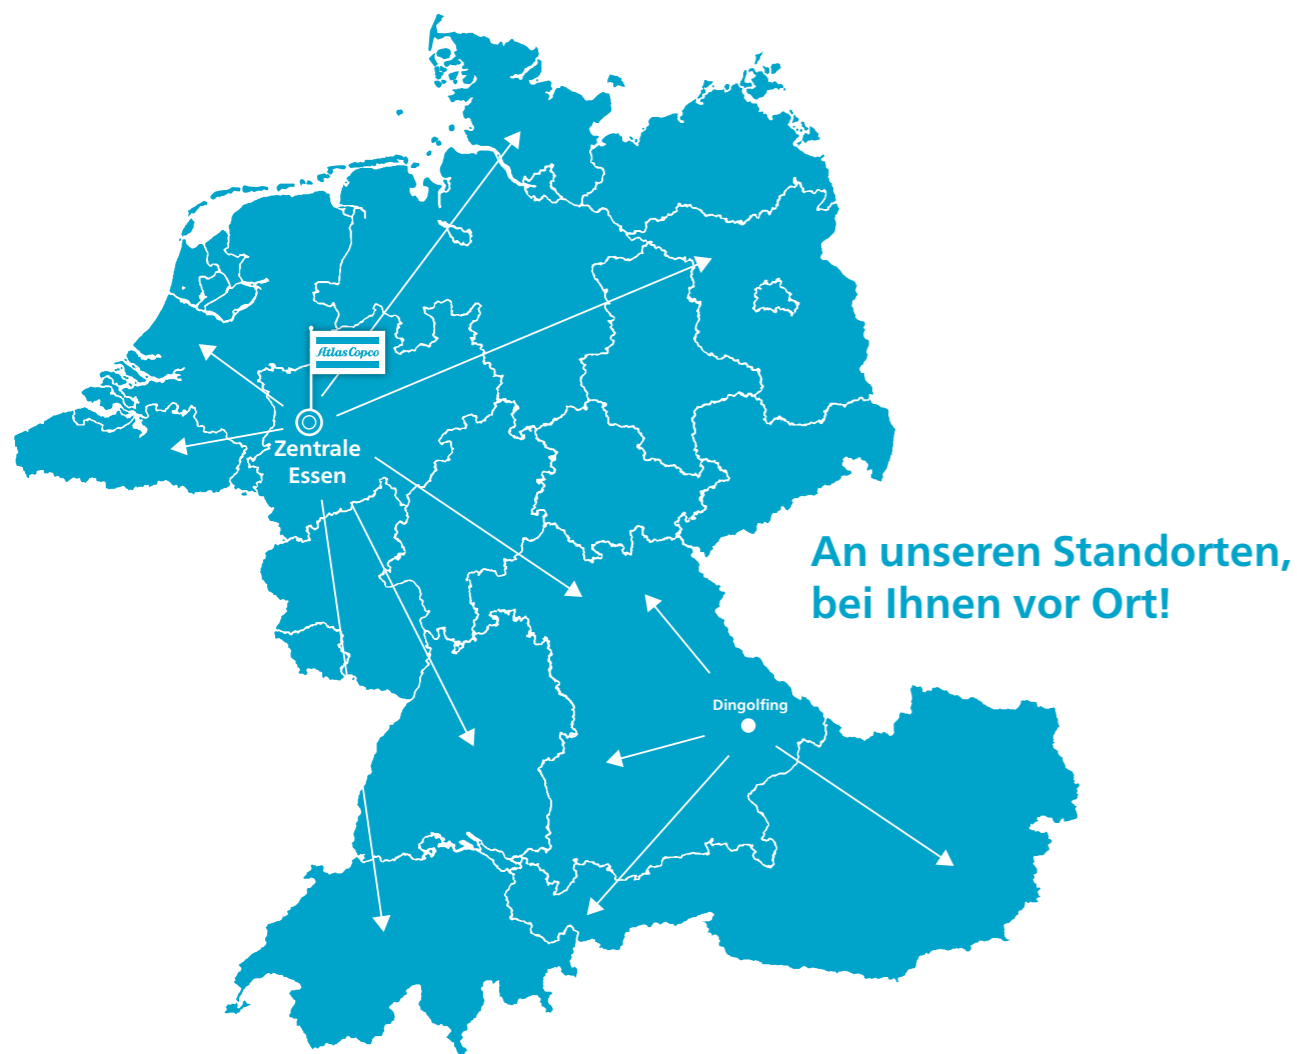 Atlas Copco
Zentrale
Essen
An unseren Standorten,
bei Ihnen vor Ort!
Dingolfing